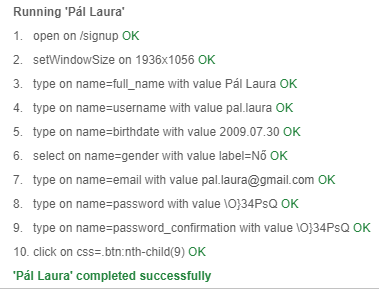 Running 'Pál Laura'
1. open on /signup OK
2. setWindowSize on 1936x1056 OK
3. type on name=full_name with value Pál Laura OK
4. type on name=username with value pal.laura OK
5. type on name=birthdate with value 2009.07.30 OK
6. select on name=gender with value label=Nő OK
7. type on name=email with value pal.laura@gmail.com OK
8. type on name=password with value \O}34PsQ OK
9. type on name=password_confirmation with value \O}34PsQ OK
10. click on css=.btn:nth-child(9) OK
'Pál Laura' completed successfully